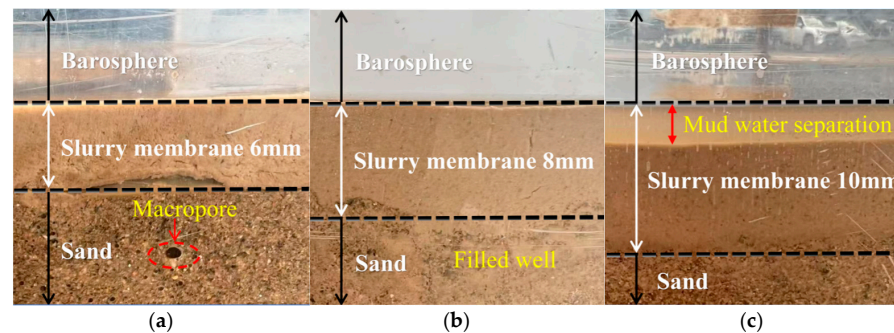 Barosphere
Slurry membrane 6mm
Macropore
Sand
(a)
Barosphere
Slurry membrane 8mm
Sand
Filled well
(b)
Barosphere
Mud water separation
Slurry membrane 10mm
Sand
(c)